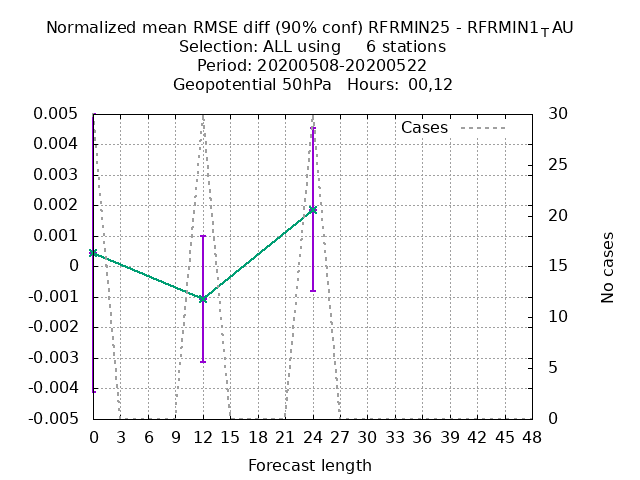 Normalized mean RMSE diff (90% conf) RFRMIN25 - RFRMIN1TAU
Selection: ALL using 6 stations
Period: 20200508-20200522
Geopotential 50hPa Hours: 00,12
Cases
0.005
0.004
0.003
0.002
0.001
0
-0.001
-0.002
-0.003
-0.004
-0.005
30
25
20
15
10
5
0
No cases
0 3 6 9 12 15 18 21 24 27 30 33 36 39 42 45 48
Forecast length